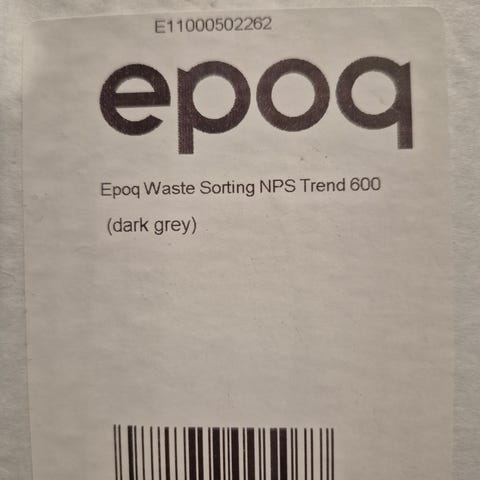 E11000502262
epoq
Epoq Waste Sorting NPS Trend 600
(dark grey)